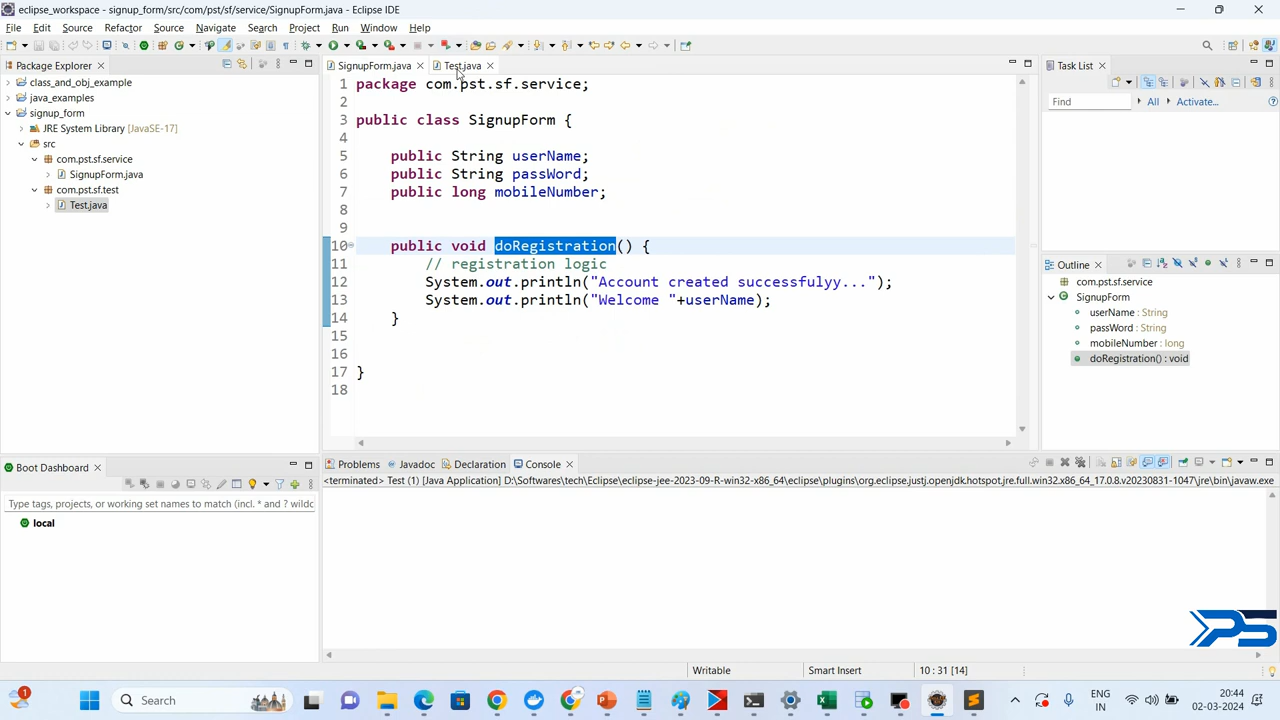 eclipse_workspace - signup_form/src/com/pst/sf/service/SignupForm.java - Eclipse IDE
File Edit Source Refactor Source Navigate Search Project Run Window Help
Package Explorer
class_and_obj_example
java_examples
signup_form
JRE System Library [JavaSE-17]
src
com.pst.sf.service
SignupForm.java
com.pst.sf.test
Test.java
SignupForm.java Test.java
1 package com.pst.sf.service;
2
3 public class SignupForm {
4
5 public String userName;
6 public String passWord;
7 public long mobileNumber;
8
9
10 public void doRegistration() {
11 // registration logic
12 System.out.println("Account created successfulyy...");
13 System.out.println("Welcome "+userName);
14 }
15
16
17 }
18
Task List
Find All Activate...
Outline
com.pst.sf.service
SignupForm
userName : String
passWord : String
mobileNumber : long
doRegistration() : void
Boot Dashboard
Type tags, projects, or working set names to match (incl. * and ? wildc
local
Problems Javadoc Declaration Console
<terminated> Test (1) [Java Application] D:\Softwares\tech\Eclipse\eclipse-jee-2023-09-R-win32-x86_64\eclipse\plugins\org.eclipse.justj.openjdk.hotspot.jre.full.win32.x86_64_17.0.8.v20230831-1047\jre\bin\javaw.exe
PS
Writable Smart Insert 10 : 31 [14]
1
Search
ENG
IN
20:44
02-03-2024